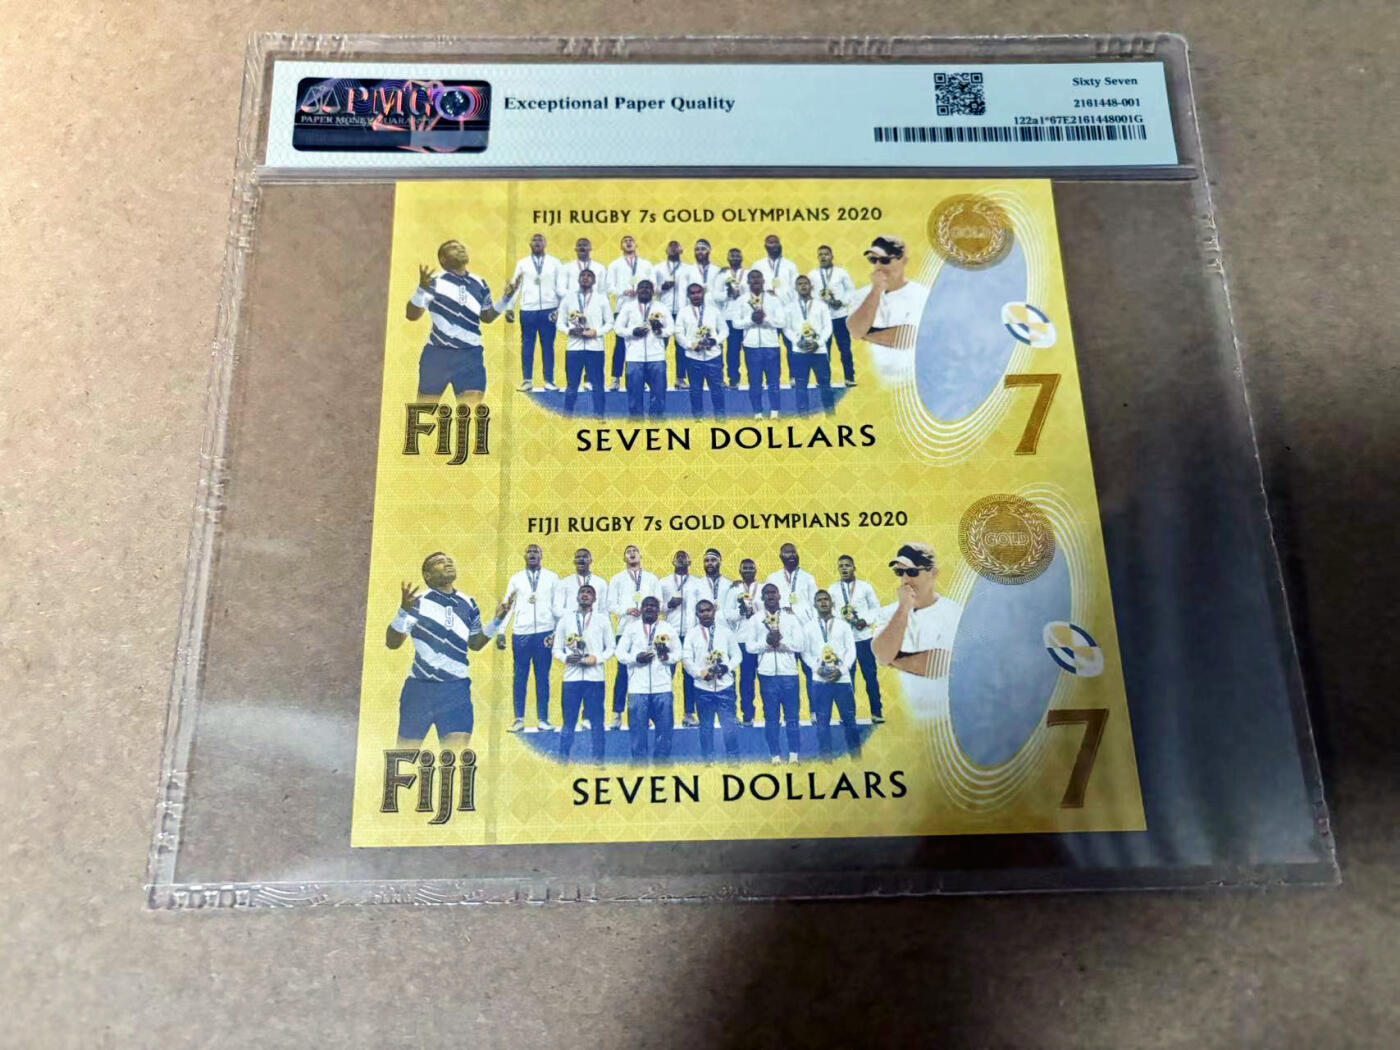 PMG
PAPER MONEY GUARANTY
Exceptional Paper Quality
Sixty Seven
2161448-001
122a1*67E2161448001G
FIJI RUGBY 7s GOLD OLYMPIANS 2020
GOLD
Fiji
SEVEN DOLLARS
7
FIJI RUGBY 7s GOLD OLYMPIANS 2020
GOLD
Fiji
SEVEN DOLLARS
7